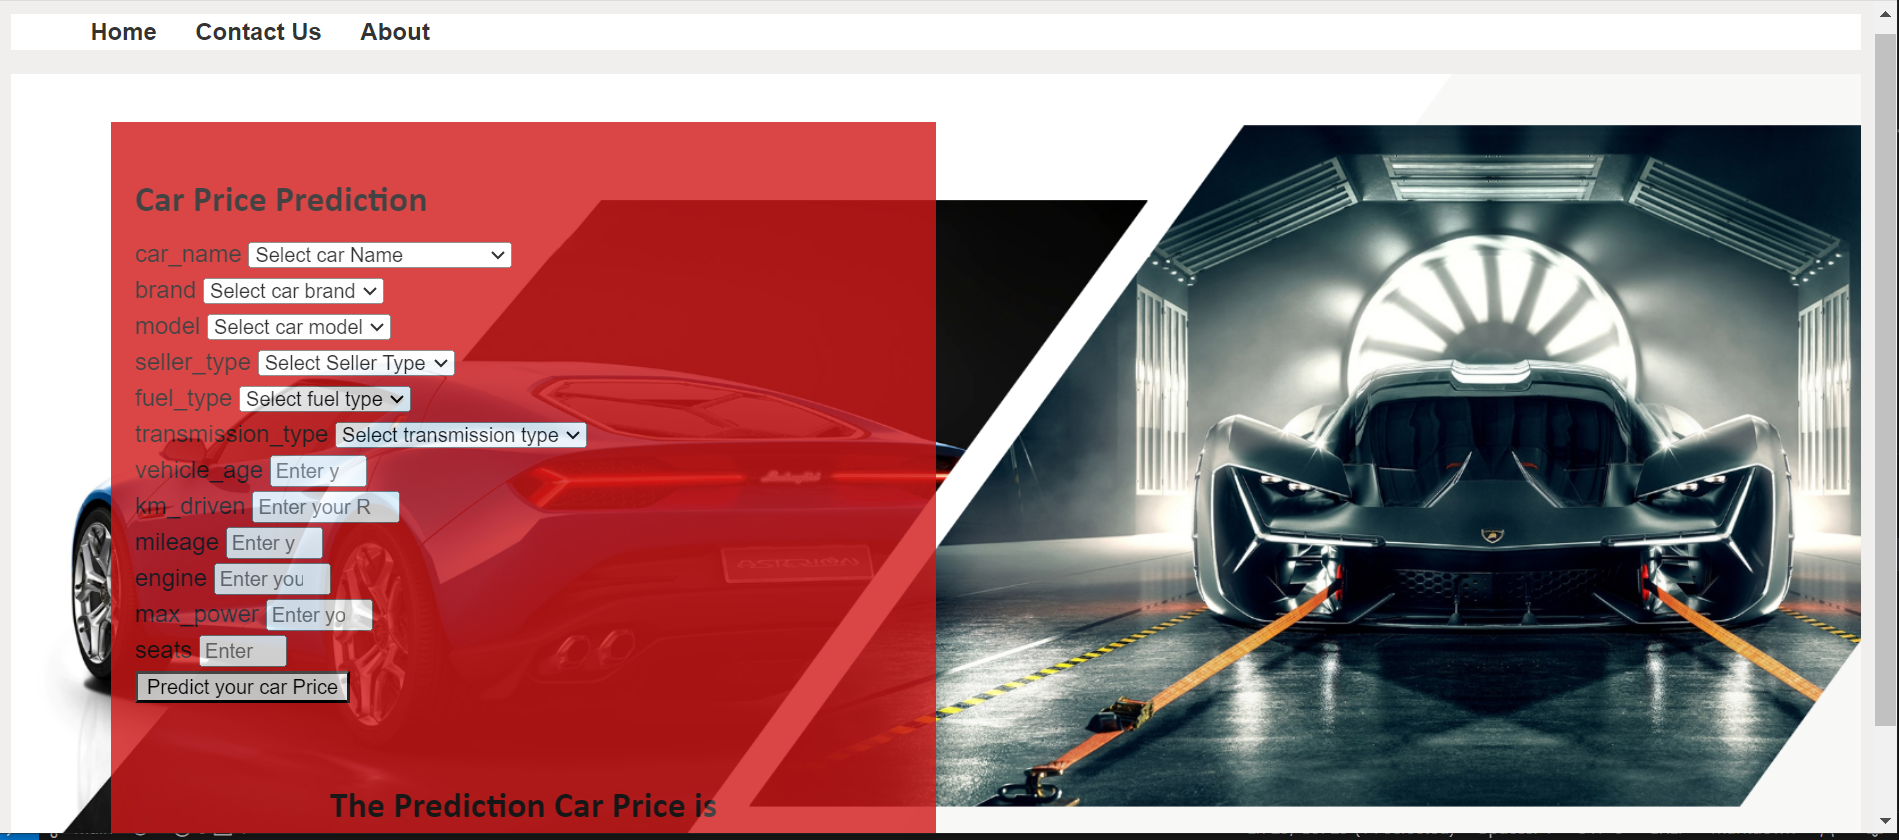 Home Contact Us About
Car Price Prediction
car_name Select car Name
brand Select car brand
model Select car model
seller_type Select Seller Type
fuel_type Select fuel type
transmission_type Select transmission type
vehicle_age Enter y
km_driven Enter your R
mileage Enter y
engine Enter you
max_power Enter yo
seats Enter
Predict your car Price
ASTERION
The Prediction Car Price is